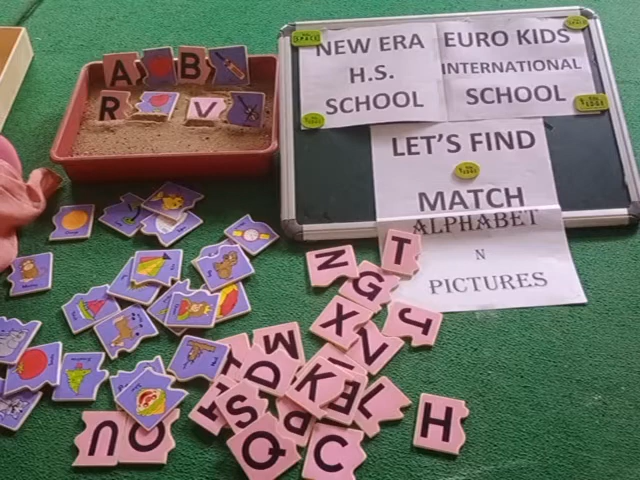 NEW ERA
H.S.
SCHOOL
EURO KIDS
INTERNATIONAL
SCHOOL
LET'S FIND
MATCH
ALPHABET
N
PICTURES
A
B
R
V
T
N
G
X
J
N
M
D
K
E
S
P
L
H
U
O
Q
C